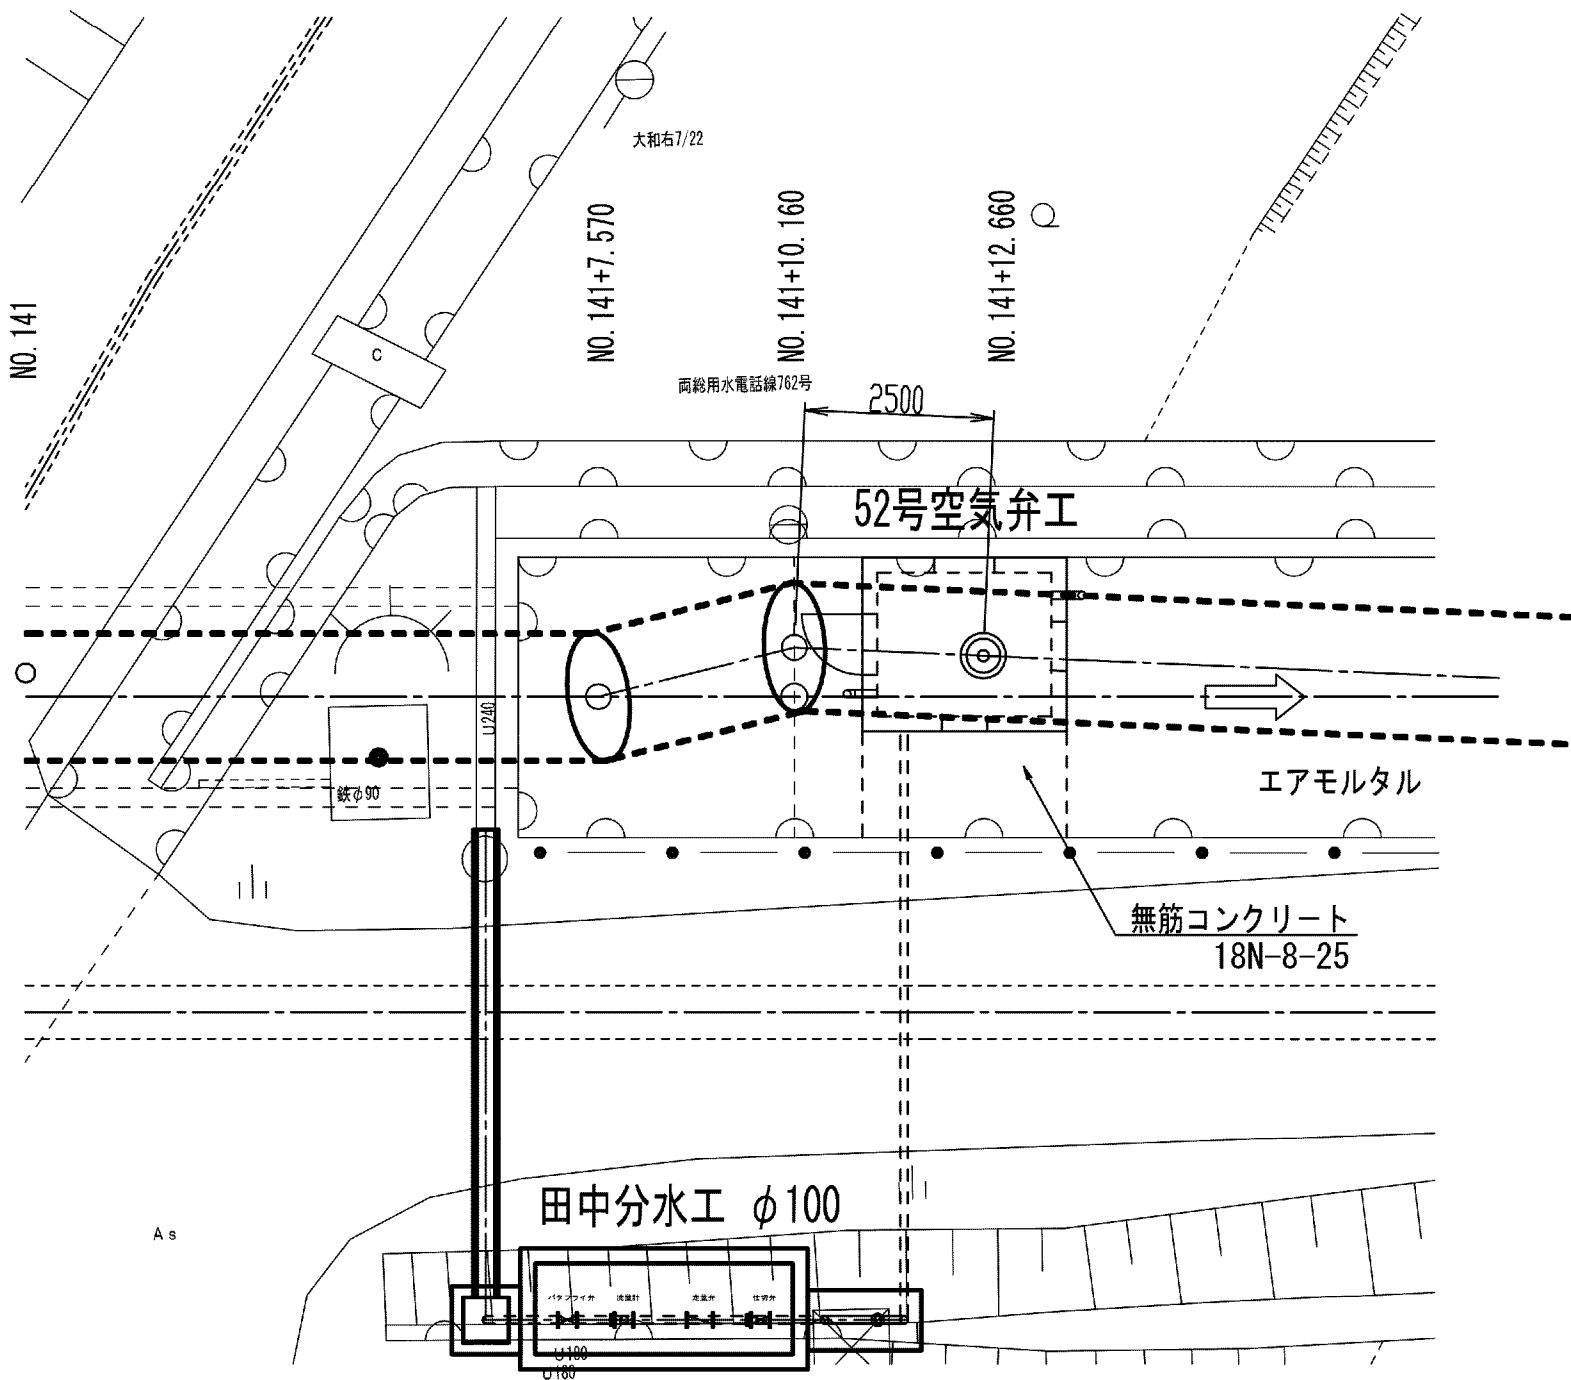 大和右7/22
NO.141
NO.141+7.570
NO.141+10.160
NO.141+12.660
C
両総用水電話線762号
2500
52号空気弁工
U240
鉄φ90
エアモルタル
無筋コンクリート
18N-8-25
田中分水工 φ100
As
バタフライ弁
流量計
定量弁
仕切弁
U180
U180